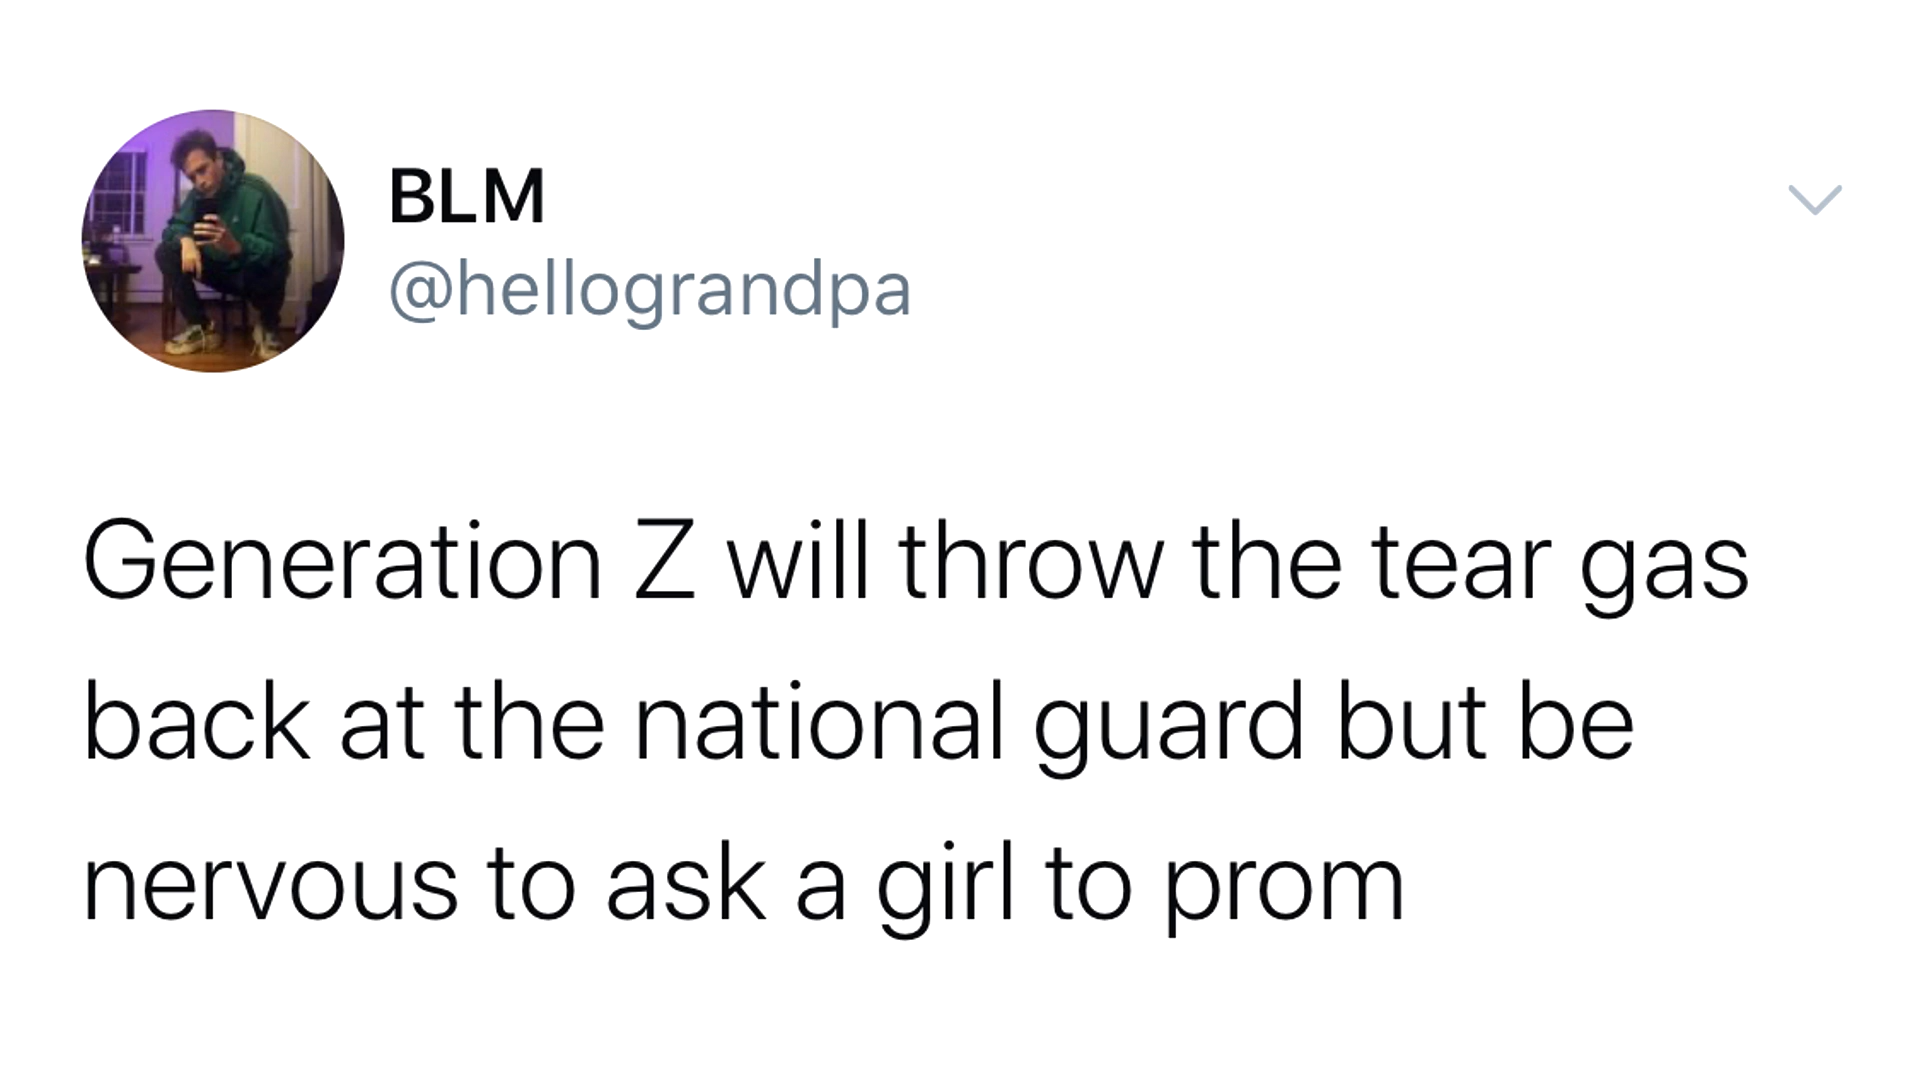 BLM
@hellograndpa
Generation Z will throw the tear gas
back at the national guard but be
nervous to ask a girl to prom